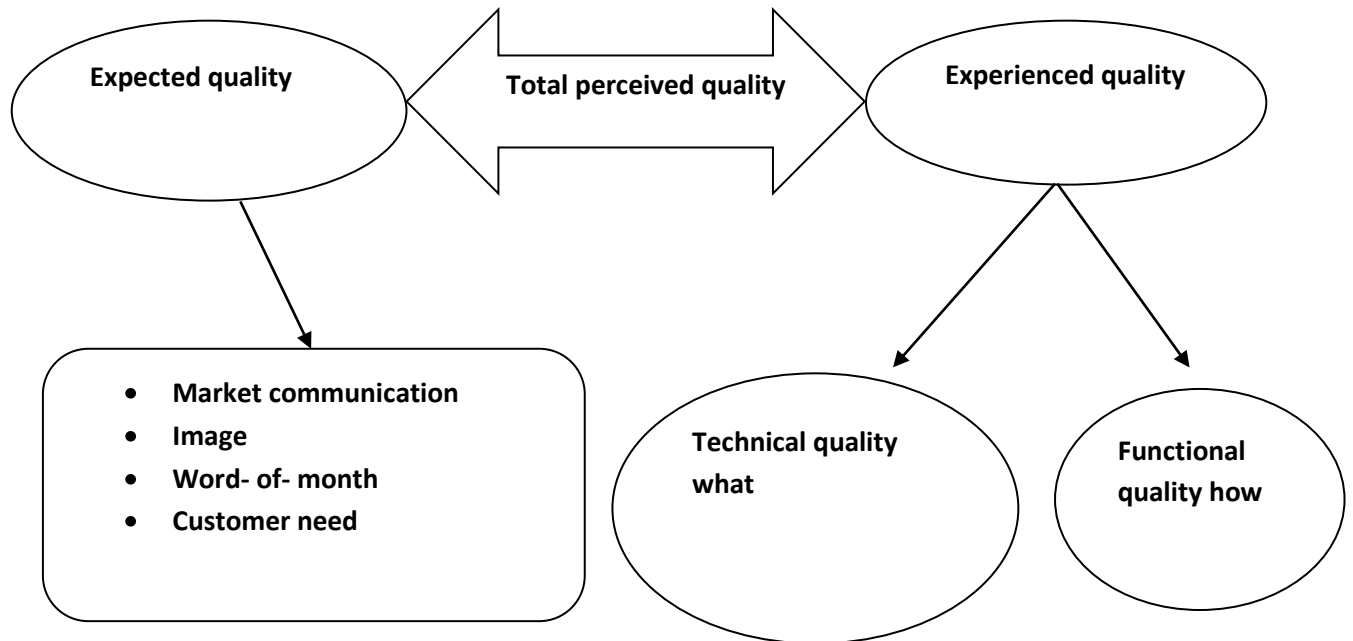 Expected quality
Total perceived quality
Experienced quality
• Market communication
• Image
• Word- of- month
• Customer need
Technical quality
what
Functional
quality how